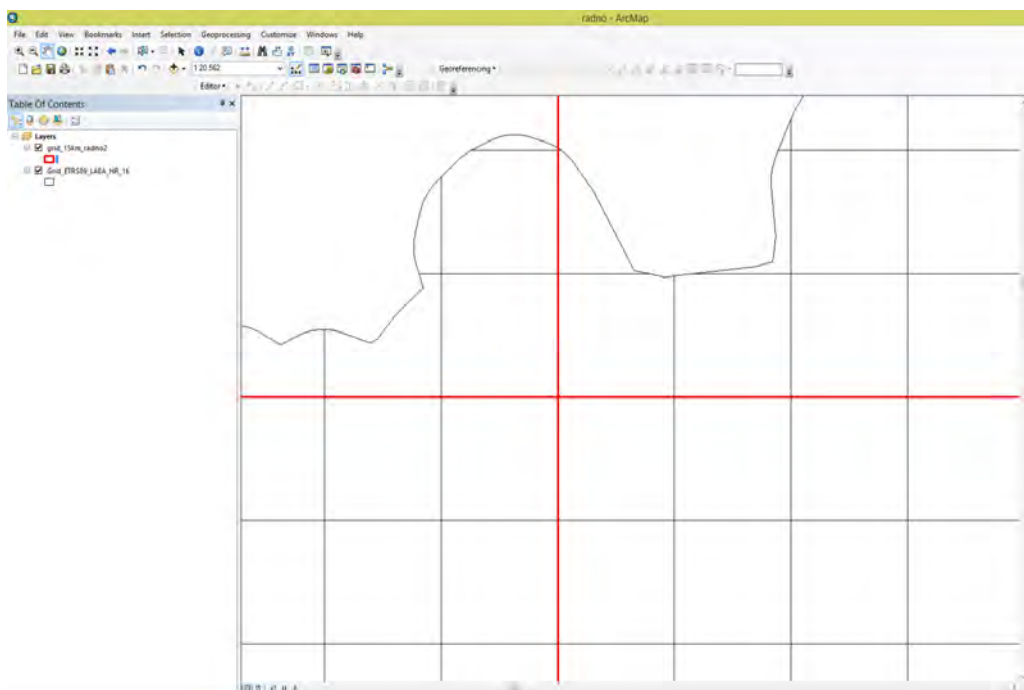 radno - ArcMap
File Edit View Bookmarks Insert Selection Geoprocessing Customize Windows Help
1:20.562
Georeferencing
Editor
Table Of Contents
Layers
grid_15km_radno2
Grid_ETRS89_LAEA_HR_16